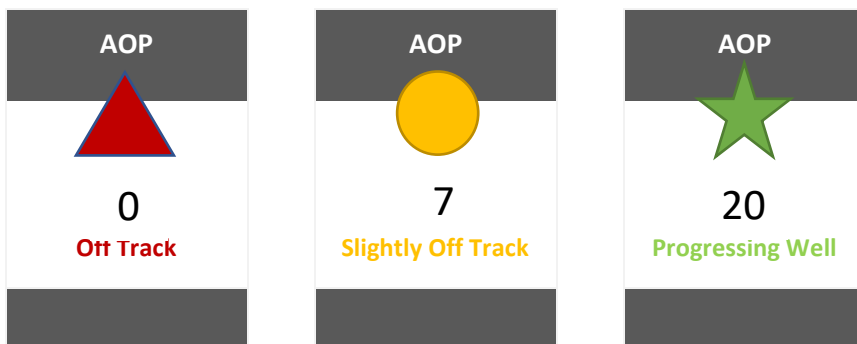 AOP
0
Off Track
AOP
7
Slightly Off Track
AOP
20
Progressing Well